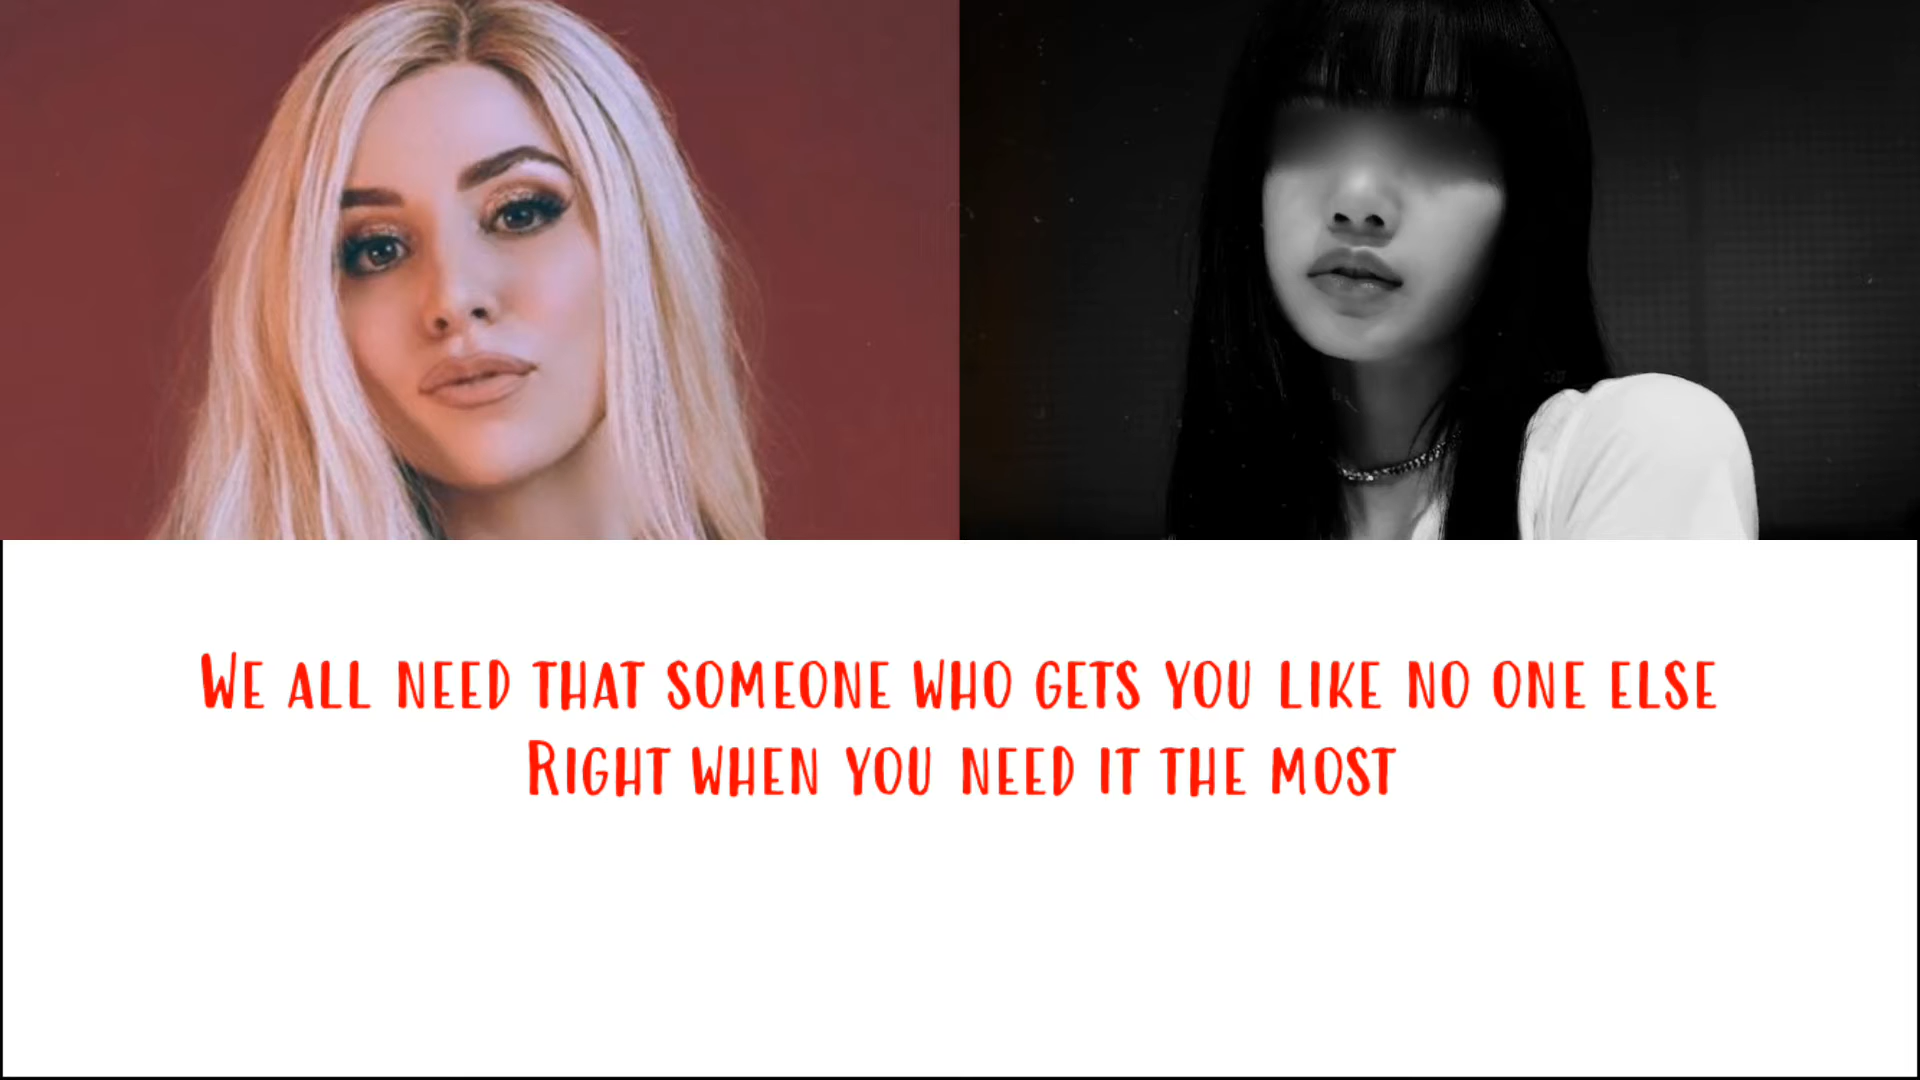 We all need that someone who gets you like no one else
Right when you need it the most